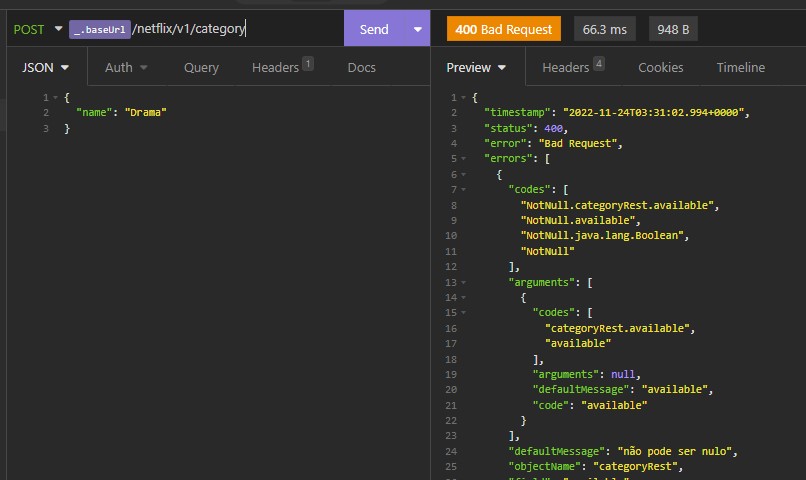 POST _.baseUrl /netflix/v1/category Send 400 Bad Request 66.3 ms 948 B
JSON Auth Query Headers 1 Docs Preview Headers 4 Cookies Timeline
1 {
2 "name": "Drama"
3 }
1 {
2 "timestamp": "2022-11-24T03:31:02.994+0000",
3 "status": 400,
4 "error": "Bad Request",
5 "errors": [
6 {
7 "codes": [
8 "NotNull.categoryRest.available",
9 "NotNull.available",
10 "NotNull.java.lang.Boolean",
11 "NotNull"
12 ],
13 "arguments": [
14 {
15 "codes": [
16 "categoryRest.available",
17 "available"
18 ],
19 "arguments": null,
20 "defaultMessage": "available",
21 "code": "available"
22 }
23 ],
24 "defaultMessage": "não pode ser nulo",
25 "objectName": "categoryRest",